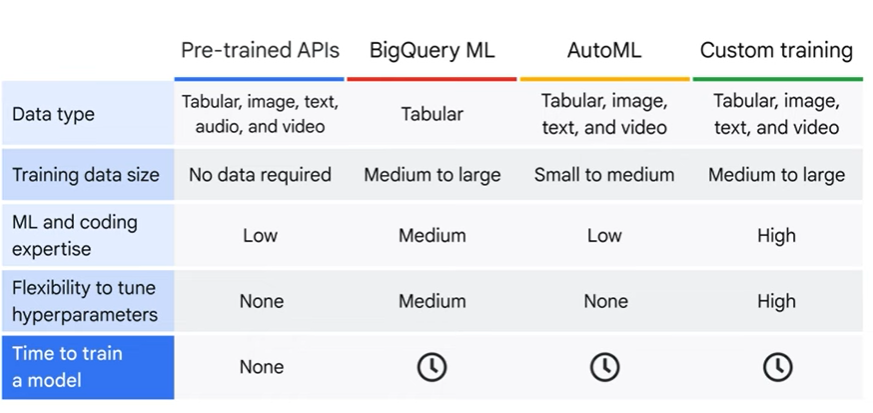 Pre-trained APIs BigQuery ML AutoML Custom training
Data type
Tabular, image, text,
audio, and video
Tabular
Tabular, image,
text, and video
Tabular, image,
text, and video
Training data size No data required Medium to large Small to medium Medium to large
ML and coding
expertise
Low Medium Low High
Flexibility to tune
hyperparameters
None Medium None High
Time to train
a model
None